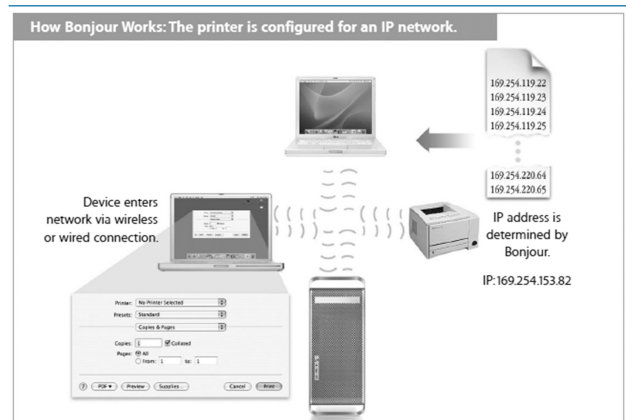 How Bonjour Works: The printer is configured for an IP network.
169.254.119.22
169.254.119.23
169.254.119.24
169.254.119.25
169.254.220.64
169.254.220.65
Device enters
network via wireless
or wired connection.
IP address is
determined by
Bonjour.
IP:169.254.153.82
Printer: No Printer Selected
Presets: Standard
Copies & Pages
Copies: 1 Collated
Pages: All
From: 1 to: 1
? PDF Preview Supplies... Cancel Print